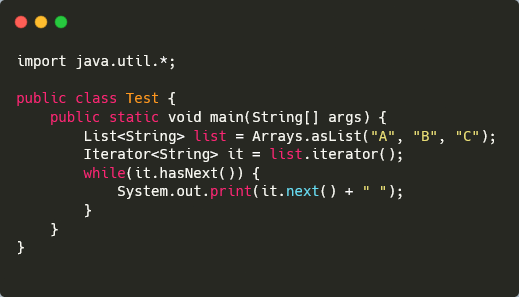 import java.util.*;
public class Test {
    public static void main(String[] args) {
        List<String> list = Arrays.asList("A", "B", "C");
        Iterator<String> it = list.iterator();
        while(it.hasNext()) {
            System.out.print(it.next() + " ");
        }
    }
}